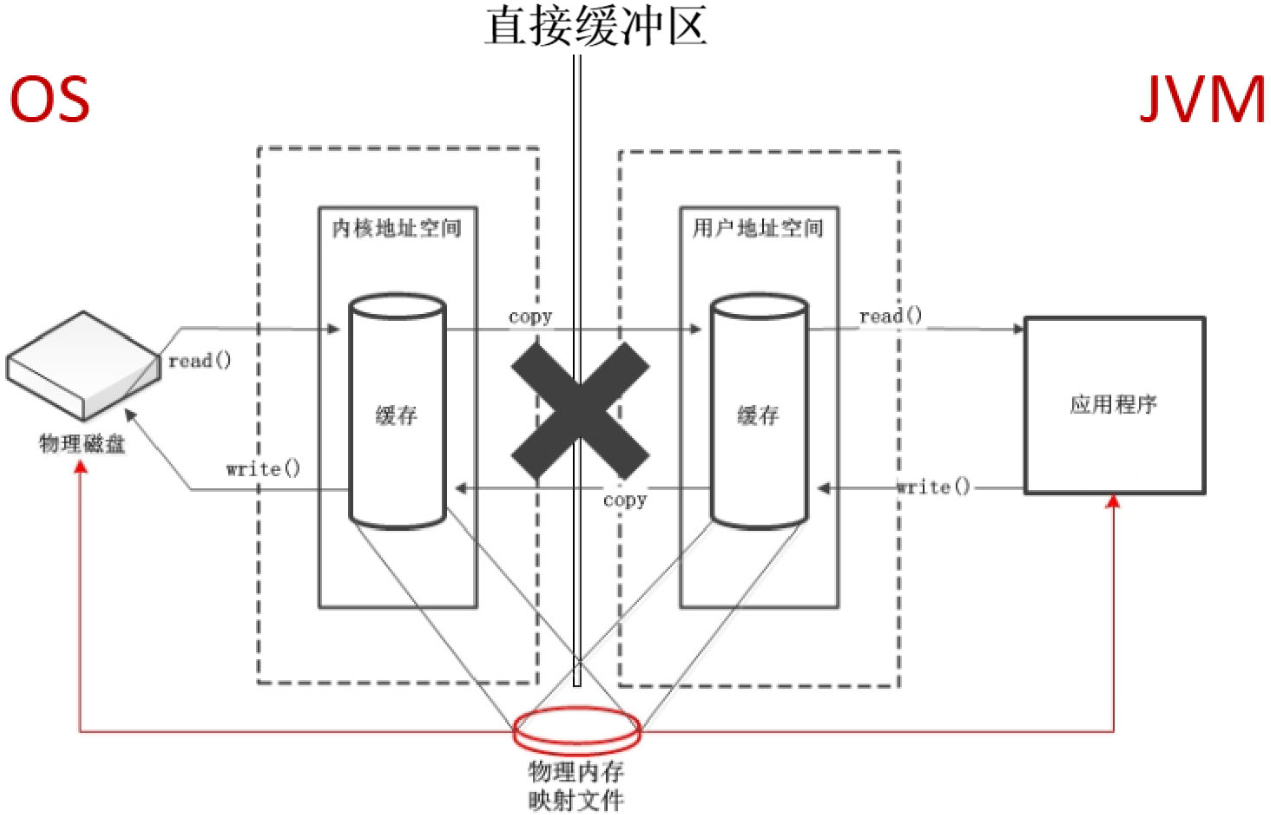 直接缓冲区
OS
JVM
内核地址空间
用户地址空间
copy
read()
read()
缓存
缓存
应用程序
物理磁盘
write()
copy
write()
物理内存
映射文件